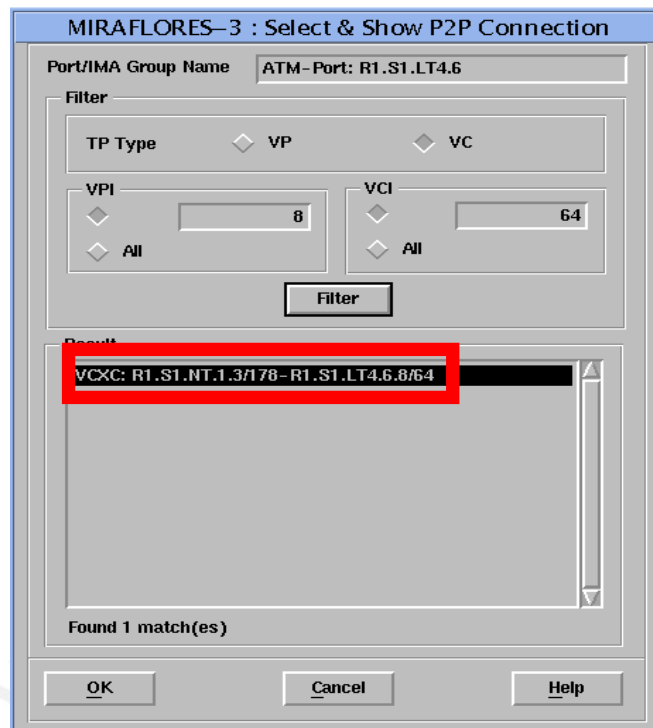 MIRAFLORES–3 : Select & Show P2P Connection
Port/IMA Group Name ATM-Port: R1.S1.LT4.6
Filter
TP Type VP VC
VPI VCI
8 64
All All
Filter
Result
VCXC: R1.S1.NT.1.3/178-R1.S1.LT4.6.8/64
Found 1 match(es)
OK Cancel Help